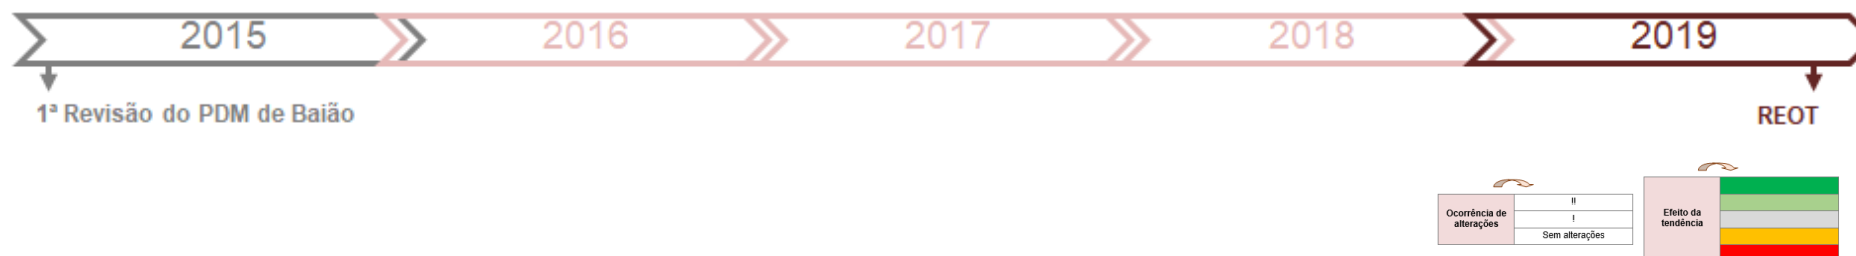 2015 2016 2017 2018 2019
1ª Revisão do PDM de Baião
REOT
Ocorrência de
alterações
!!
!
Sem alterações
Efeito da
tendência